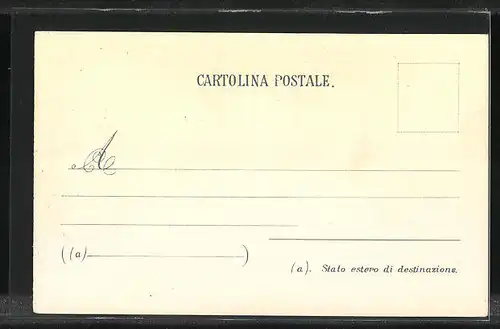 CARTOLINA POSTALE.
A
((a) )
(a). Stato estero di destinazione.